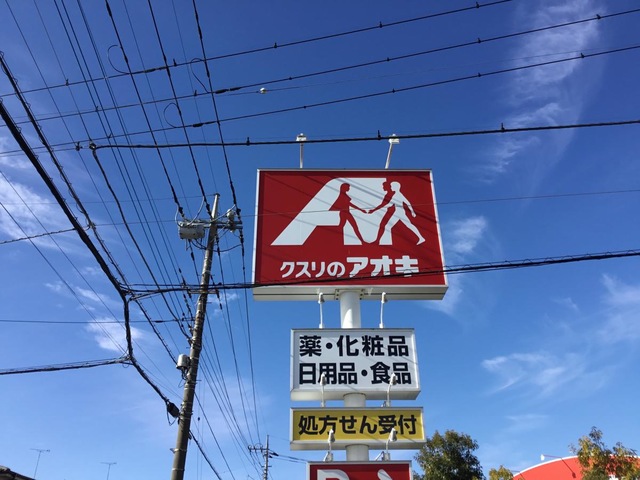 A
クスリのアオキ
薬・化粧品
日用品・食品
処方せん受付
P